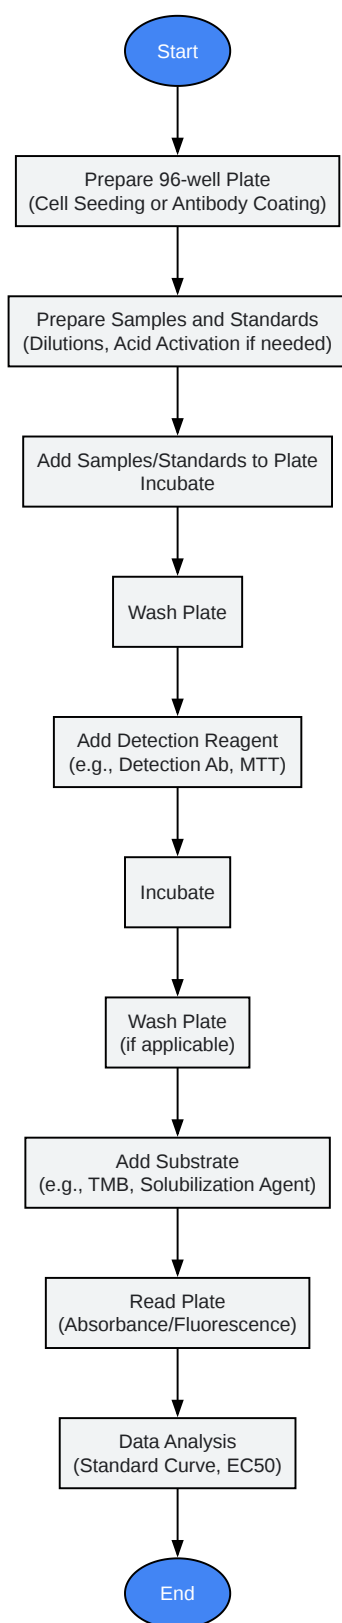 Start
Prepare 96-well Plate
(Cell Seeding or Antibody Coating)
Prepare Samples and Standards
(Dilutions, Acid Activation if needed)
Add Samples/Standards to Plate
Incubate
Wash Plate
Add Detection Reagent
(e.g., Detection Ab, MTT)
Incubate
Wash Plate
(if applicable)
Add Substrate
(e.g., TMB, Solubilization Agent)
Read Plate
(Absorbance/Fluorescence)
Data Analysis
(Standard Curve, EC50)
End